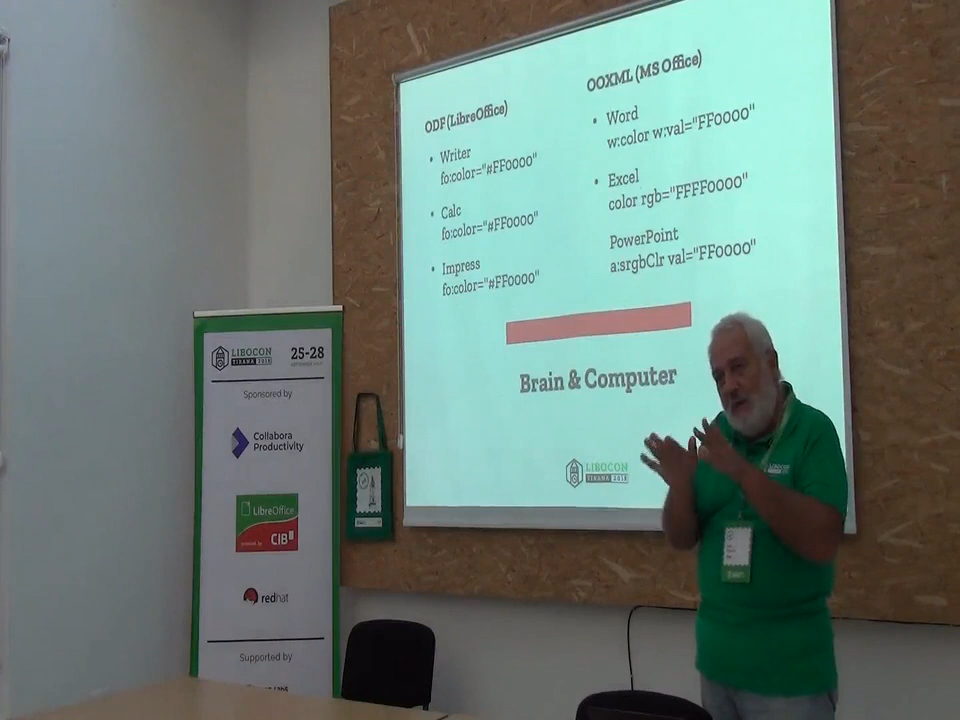 ODF (LibreOffice)
• Writer
fo:color="#FF0000"
• Calc
fo:color="#FF0000"
• Impress
fo:color="#FF0000"
OOXML (MS Office)
• Word
w:color w:val="FF0000"
• Excel
color rgb="FFFF0000"
PowerPoint
a:srgbClr val="FF0000"
Brain & Computer
LIBOCON
TIRANA 2018
LIBOCON
TIRANA 2018
25-28
Sponsored by
Collabora
Productivity
LibreOffice
CIB
redhat
Supported by
LIBOCON